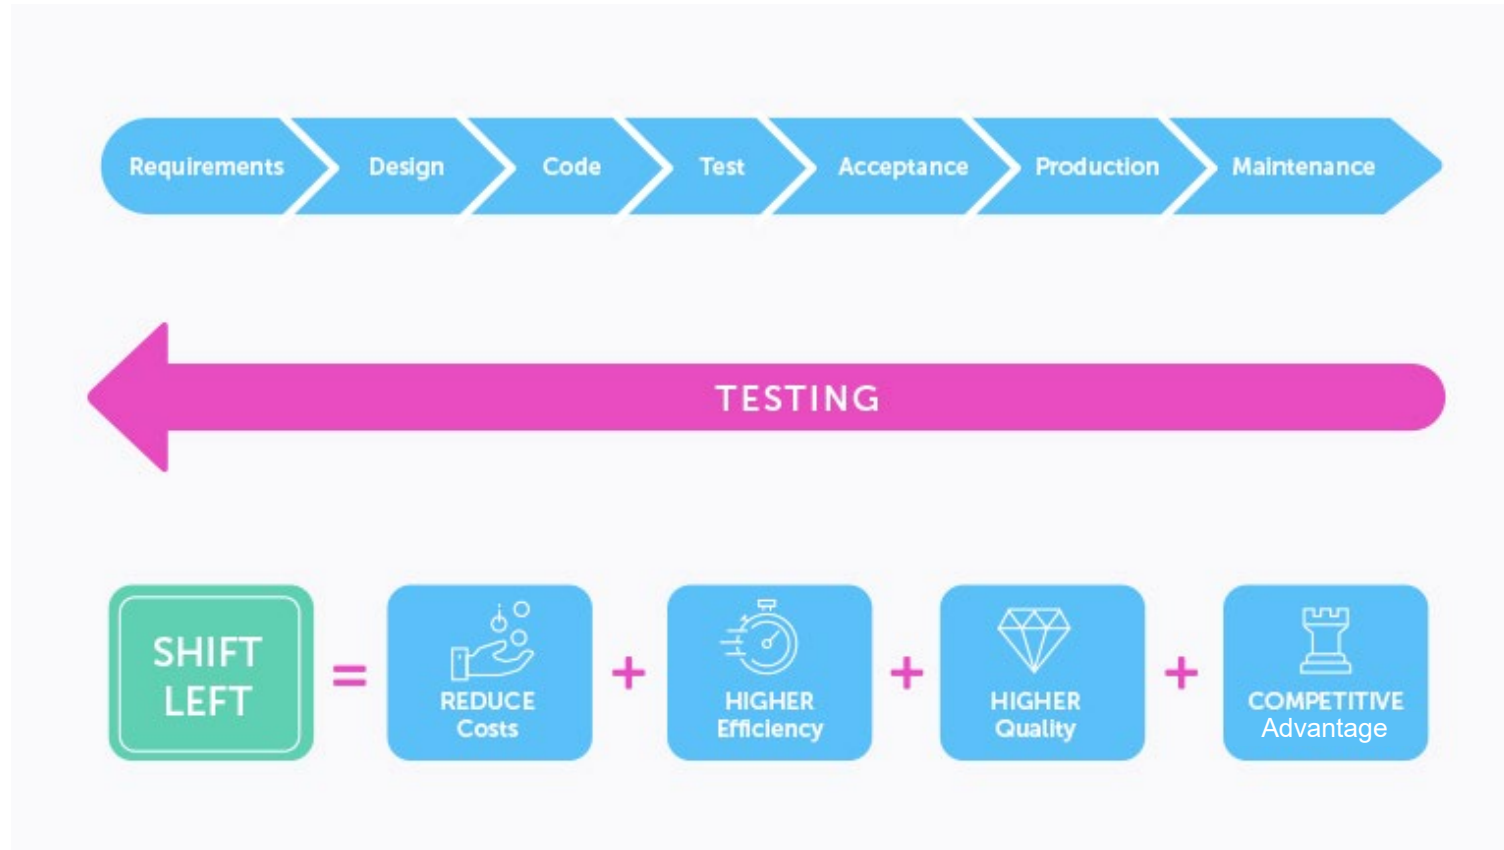 Requirements Design Code Test Acceptance Production Maintenance
TESTING
SHIFT
LEFT
=
REDUCE
Costs
+
HIGHER
Efficiency
+
HIGHER
Quality
+
COMPETITIVE
Advantage